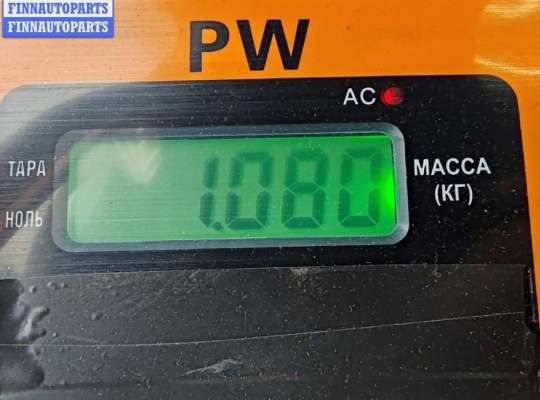 FINNAUTOPARTS
FINNAUTOPARTS
PW
AC
ТАРА
1.080
МАССА
(КГ)
НОЛЬ